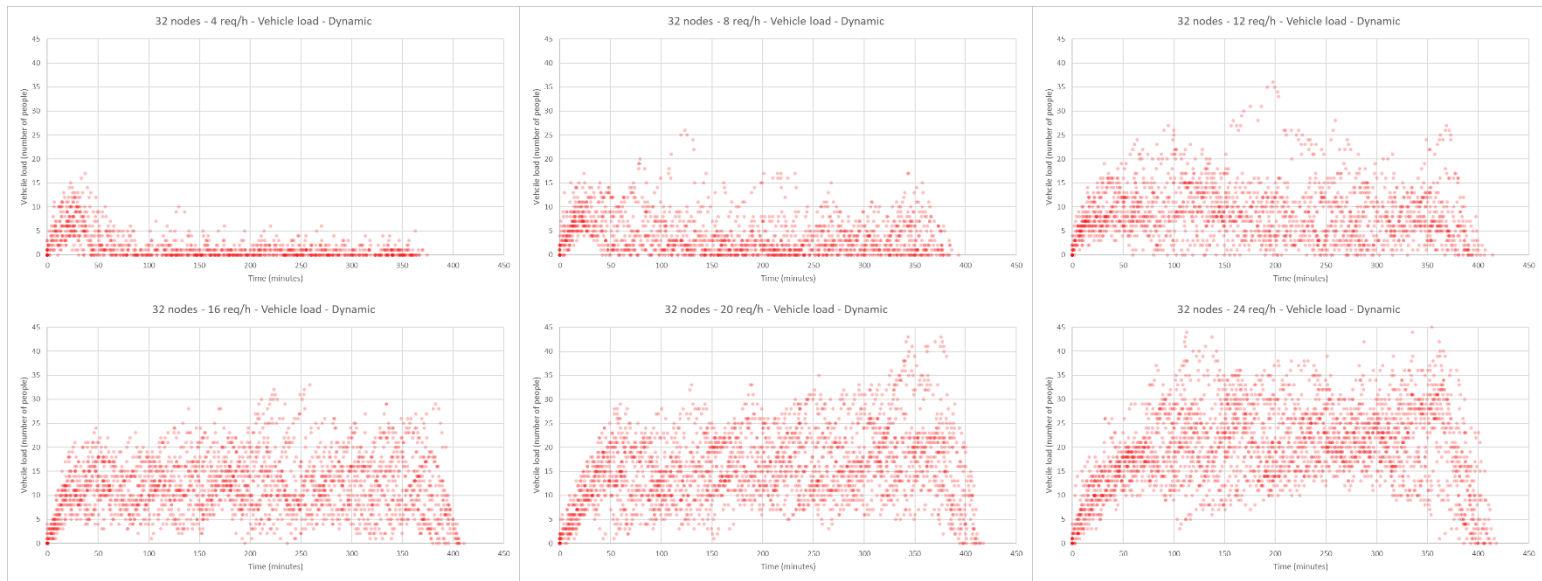 32 nodes - 4 req/h - Vehicle load - Dynamic
Vehcile load (number of people)
45
40
35
30
25
20
15
10
5
0
0 50 100 150 200 250 300 350 400 450
Time (minutes)
32 nodes - 8 req/h - Vehicle load - Dynamic
Vehcile load (number of people)
45
40
35
30
25
20
15
10
5
0
0 50 100 150 200 250 300 350 400 450
Time (minutes)
32 nodes - 12 req/h - Vehicle load - Dynamic
Vehcile load (number of people)
45
40
35
30
25
20
15
10
5
0
0 50 100 150 200 250 300 350 400 450
Time (minutes)
32 nodes - 16 req/h - Vehicle load - Dynamic
Vehcile load (number of people)
45
40
35
30
25
20
15
10
5
0
0 50 100 150 200 250 300 350 400 450
Time (minutes)
32 nodes - 20 req/h - Vehicle load - Dynamic
Vehcile load (number of people)
45
40
35
30
25
20
15
10
5
0
0 50 100 150 200 250 300 350 400 450
Time (minutes)
32 nodes - 24 req/h - Vehicle load - Dynamic
Vehcile load (number of people)
45
40
35
30
25
20
15
10
5
0
0 50 100 150 200 250 300 350 400 450
Time (minutes)